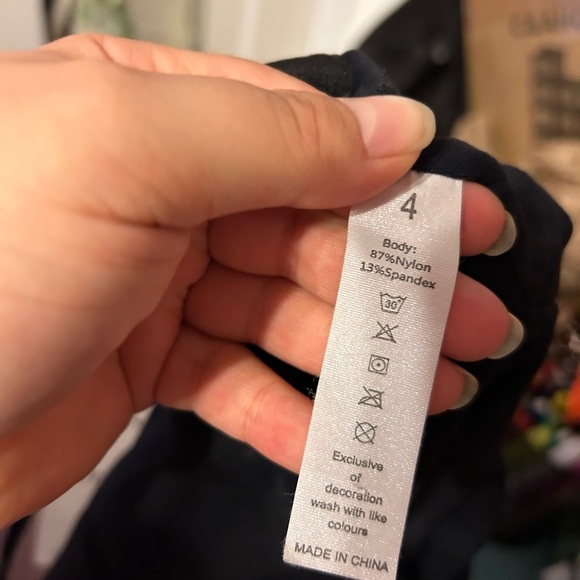 4
Body:
87%Nylon
13%Spandex
30°
Exclusive
of
decoration
wash with like
colours
MADE IN CHINA